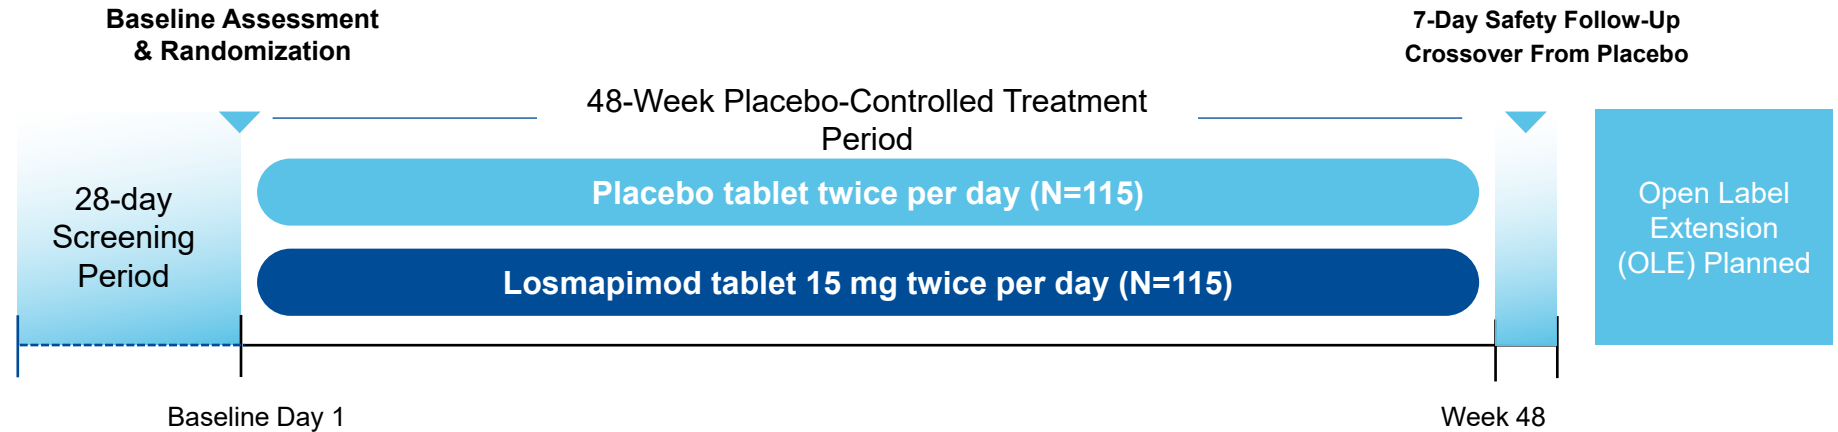 Baseline Assessment
& Randomization
7-Day Safety Follow-Up
Crossover From Placebo
48-Week Placebo-Controlled Treatment
Period
28-day
Screening
Period
Placebo tablet twice per day (N=115)
Losmapimod tablet 15 mg twice per day (N=115)
Open Label
Extension
(OLE) Planned
Baseline Day 1
Week 48